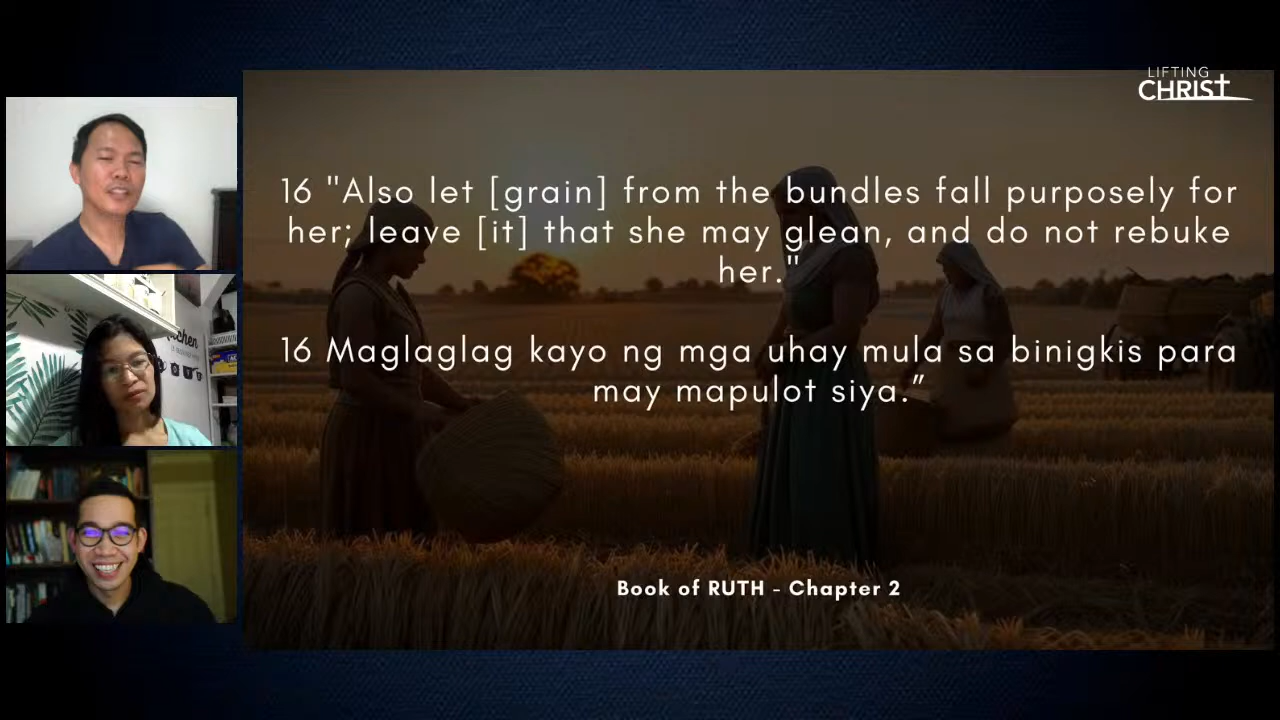 LIFTING
CHRIST
16 "Also let [grain] from the bundles fall purposely for
her; leave [it] that she may glean, and do not rebuke
her."
16 Maglaglag kayo ng mga uhay mula sa binigkis para
may mapulot siya.”
Book of RUTH - Chapter 2